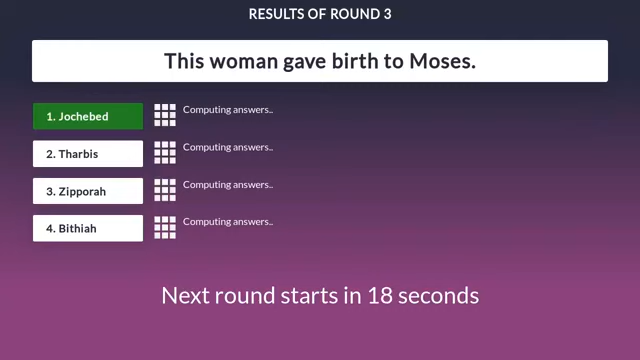 RESULTS OF ROUND 3
This woman gave birth to Moses.
1. Jochebed Computing answers..
2. Tharbis Computing answers..
3. Zipporah Computing answers..
4. Bithiah Computing answers..
Next round starts in 18 seconds